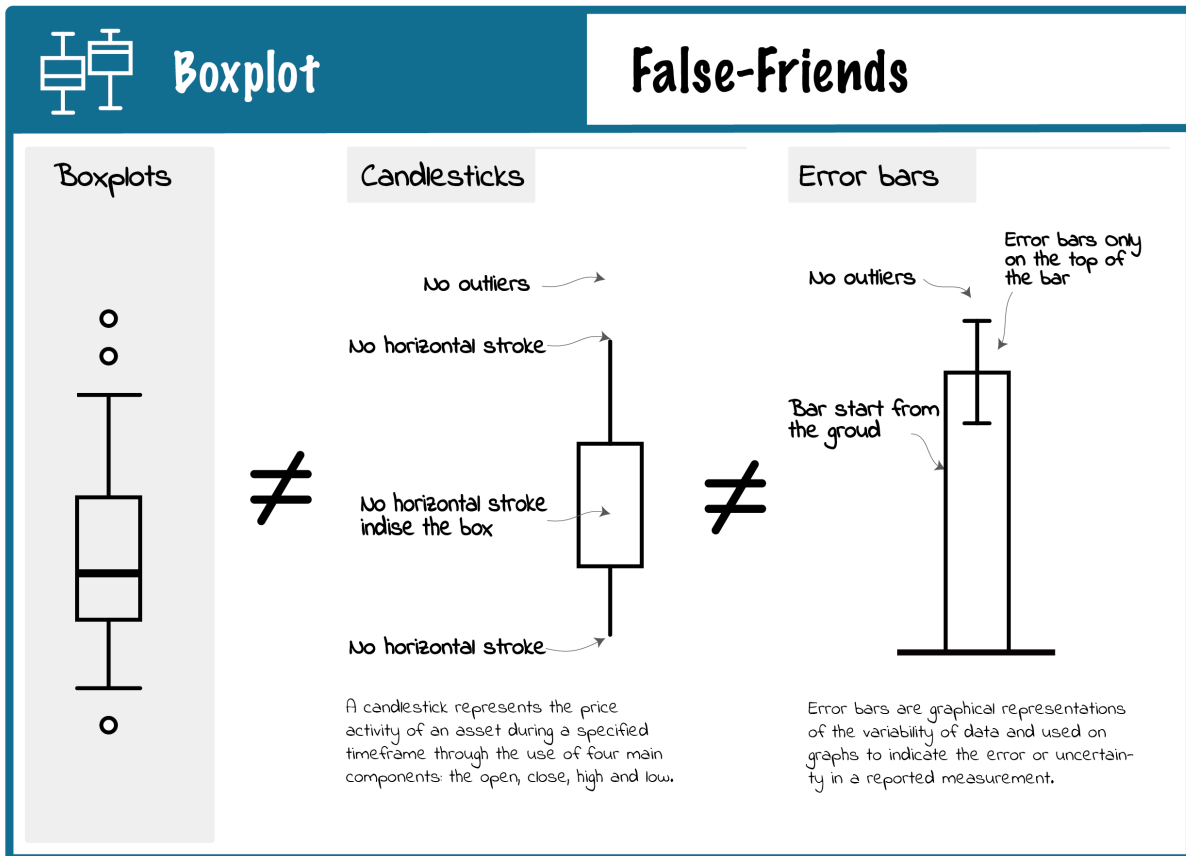 Boxplot
False-Friends
Boxplots
Candlesticks
No outliers
No horizontal stroke
No horizontal stroke
indise the box
No horizontal stroke
A candlestick represents the price
activity of an asset during a specified
timeframe through the use of four main
components: the open, close, high and low.
Error bars
Error bars only
on the top of
the bar
No outliers
Bar start from
the groud
Error bars are graphical representations
of the variability of data and used on
graphs to indicate the error or uncertain-
ty in a reported measurement.